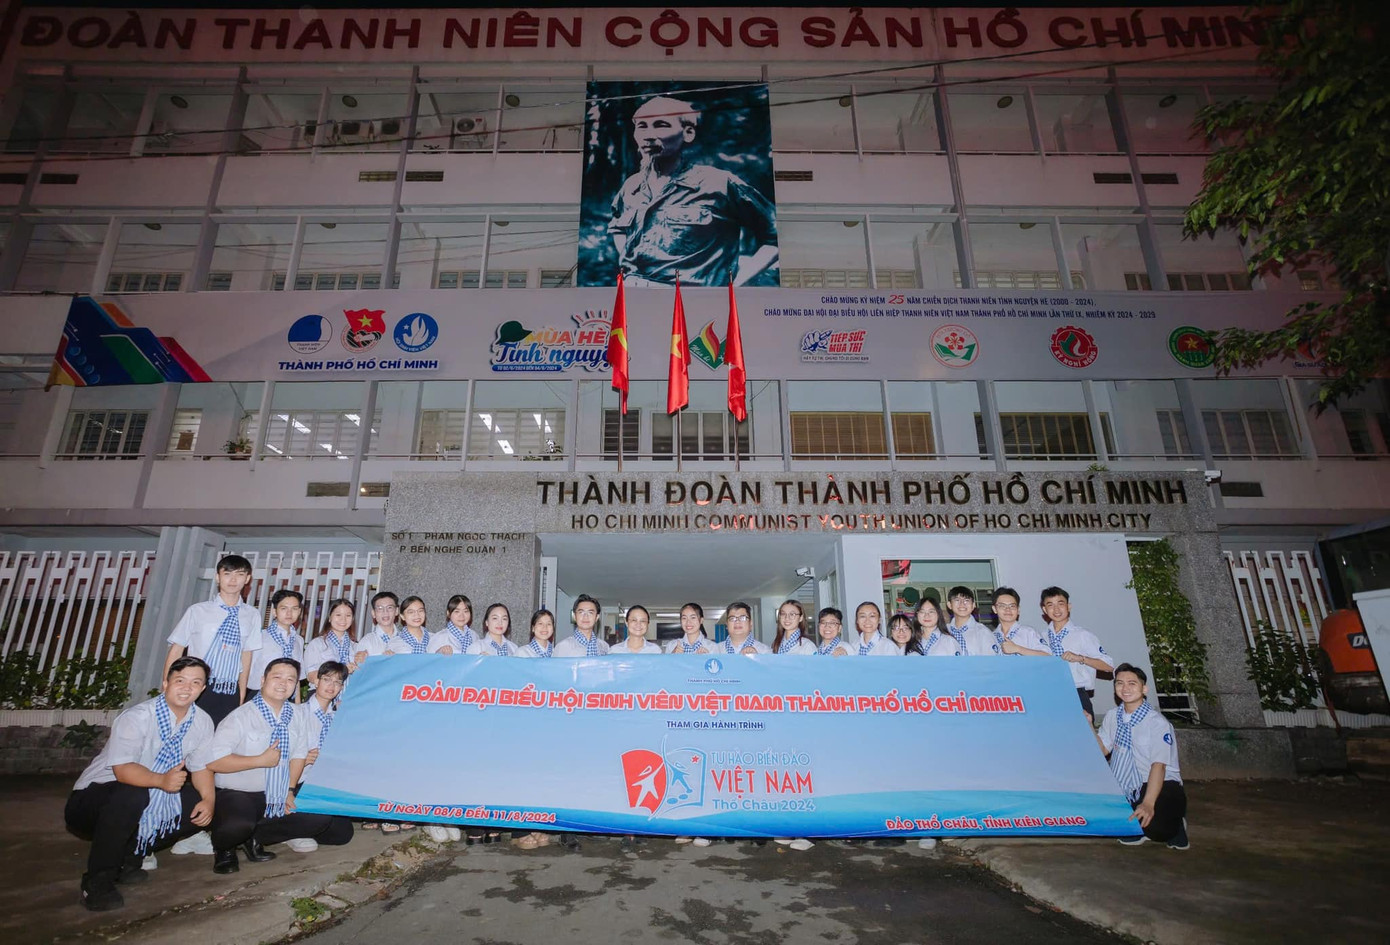 ĐOÀN THANH NIÊN CỘNG SẢN HỒ CHÍ MINH
CHÀO MỪNG KỶ NIỆM 25 NĂM CHIẾN DỊCH THANH NIÊN TÌNH NGUYỆN HÈ (2000 - 2024),
CHÀO MỪNG ĐẠI HỘI ĐẠI BIỂU HỘI LIÊN HIỆP THANH NIÊN VIỆT NAM THÀNH PHỐ HỒ CHÍ MINH LẦN THỨ IX, NHIỆM KỲ 2024 - 2029
THÀNH PHỐ HỒ CHÍ MINH
MÙA HÈ
Tình nguyện
TIẾP SỨC
MÙA THI
THÀNH ĐOÀN THÀNH PHỐ HỒ CHÍ MINH
HO CHI MINH COMMUNIST YOUTH UNION OF HO CHI MINH CITY
SỐ 1 PHẠM NGỌC THẠCH
P BẾN NGHÉ QUẬN 1
THÀNH PHỐ HỒ CHÍ MINH
ĐOÀN ĐẠI BIỂU HỘI SINH VIÊN VIỆT NAM THÀNH PHỐ HỒ CHÍ MINH
THAM GIA HÀNH TRÌNH
TỰ HÀO BIỂN ĐẢO
VIỆT NAM
Thổ Châu 2024
TỪ NGÀY 08/8 ĐẾN 11/8/2024
ĐẢO THỔ CHÂU, TỈNH KIÊN GIANG